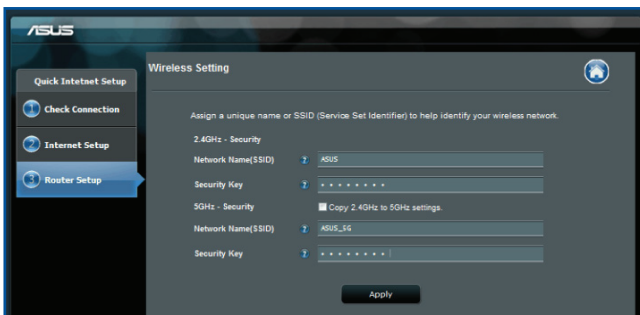 ASUS
Quick Intetnet Setup
1 Check Connection
2 Internet Setup
3 Router Setup
Wireless Setting
Assign a unique name or SSID (Service Set Identifier) to help identify your wireless network.
2.4GHz - Security
Network Name(SSID) ? ASUS
Security Key ? ••••••••
5GHz - Security Copy 2.4GHz to 5GHz settings.
Network Name(SSID) ? ASUS_5G
Security Key ? ••••••••
Apply